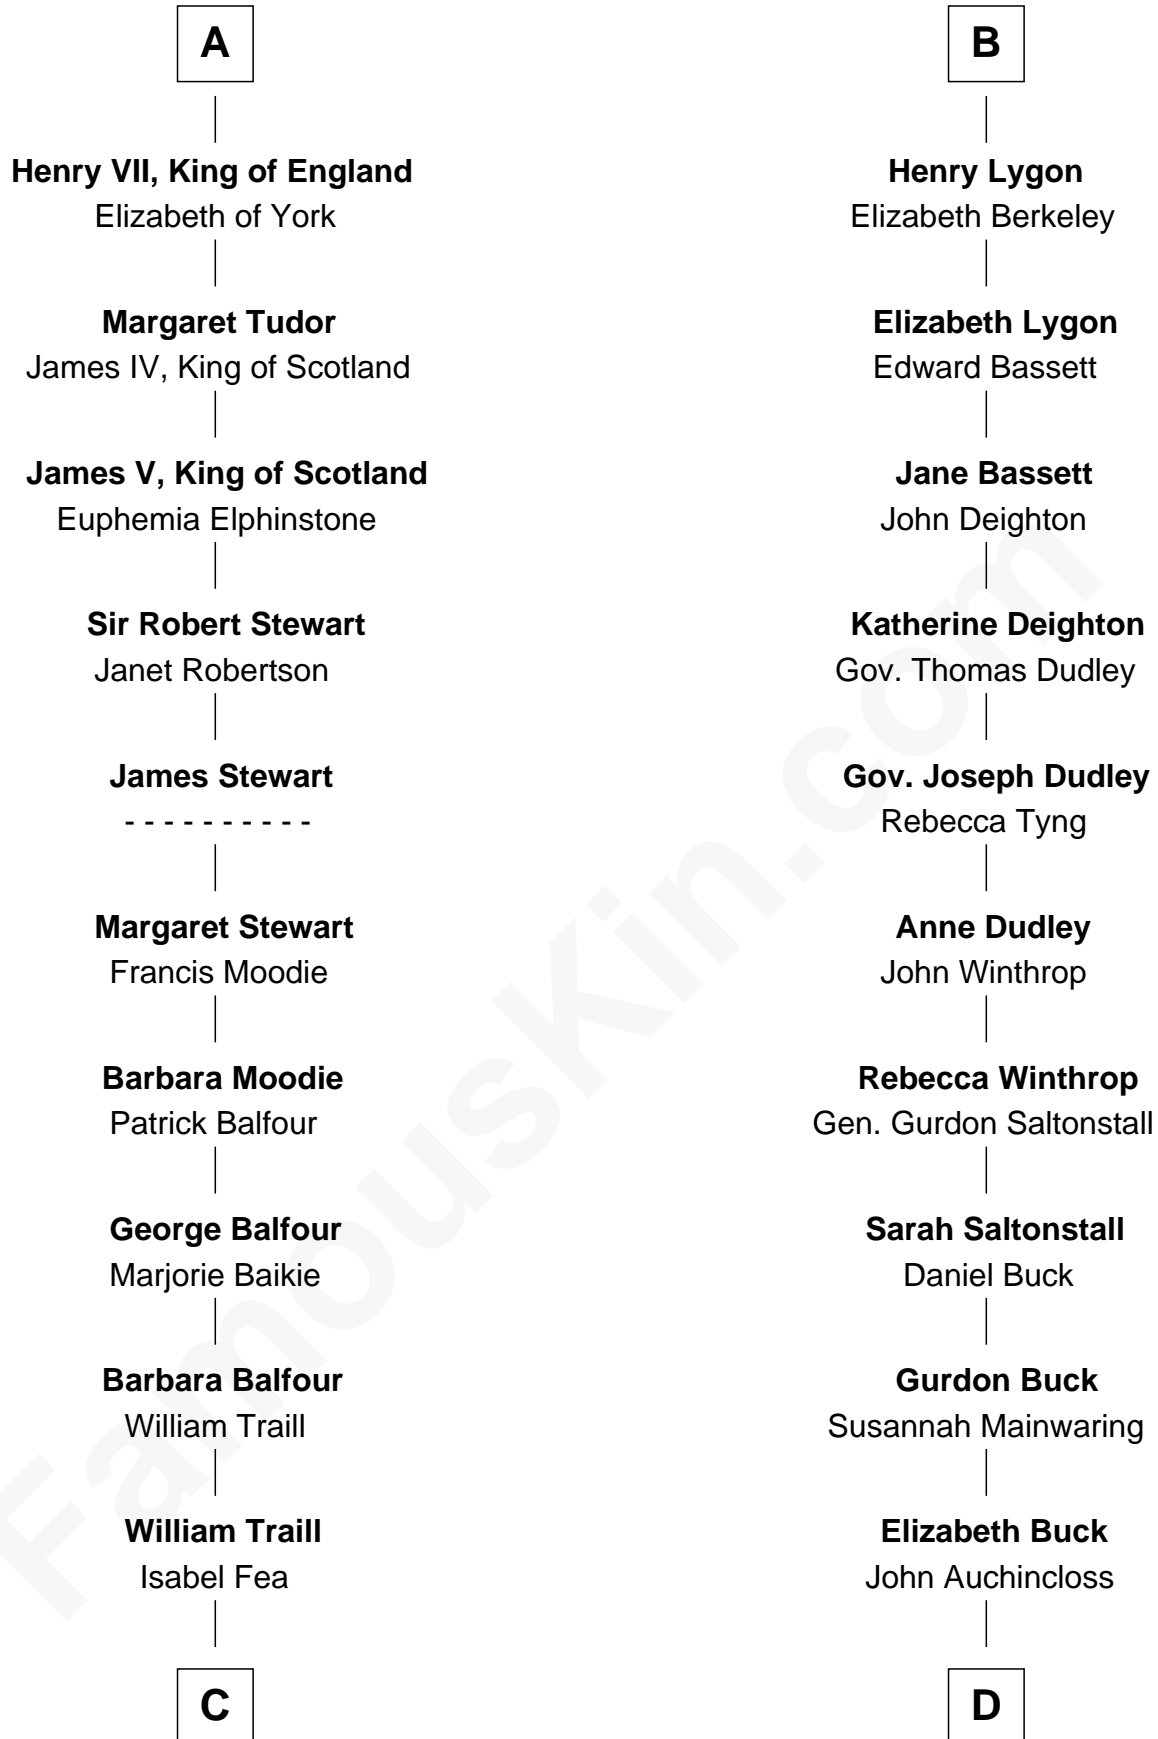 A
Henry VII, King of England
Elizabeth of York
Margaret Tudor
James IV, King of Scotland
James V, King of Scotland
Euphemia Elphinstone
Sir Robert Stewart
Janet Robertson
James Stewart
- - - - - - - - - -
Margaret Stewart
Francis Moodie
Barbara Moodie
Patrick Balfour
George Balfour
Marjorie Baikie
Barbara Balfour
William Traill
William Traill
Isabel Fea
C
B
Henry Lygon
Elizabeth Berkeley
Elizabeth Lygon
Edward Bassett
Jane Bassett
John Deighton
Katherine Deighton
Gov. Thomas Dudley
Gov. Joseph Dudley
Rebecca Tyng
Anne Dudley
John Winthrop
Rebecca Winthrop
Gen. Gurdon Saltonstall
Sarah Saltonstall
Daniel Buck
Gurdon Buck
Susannah Mainwaring
Elizabeth Buck
John Auchincloss
D
FamousKin.com